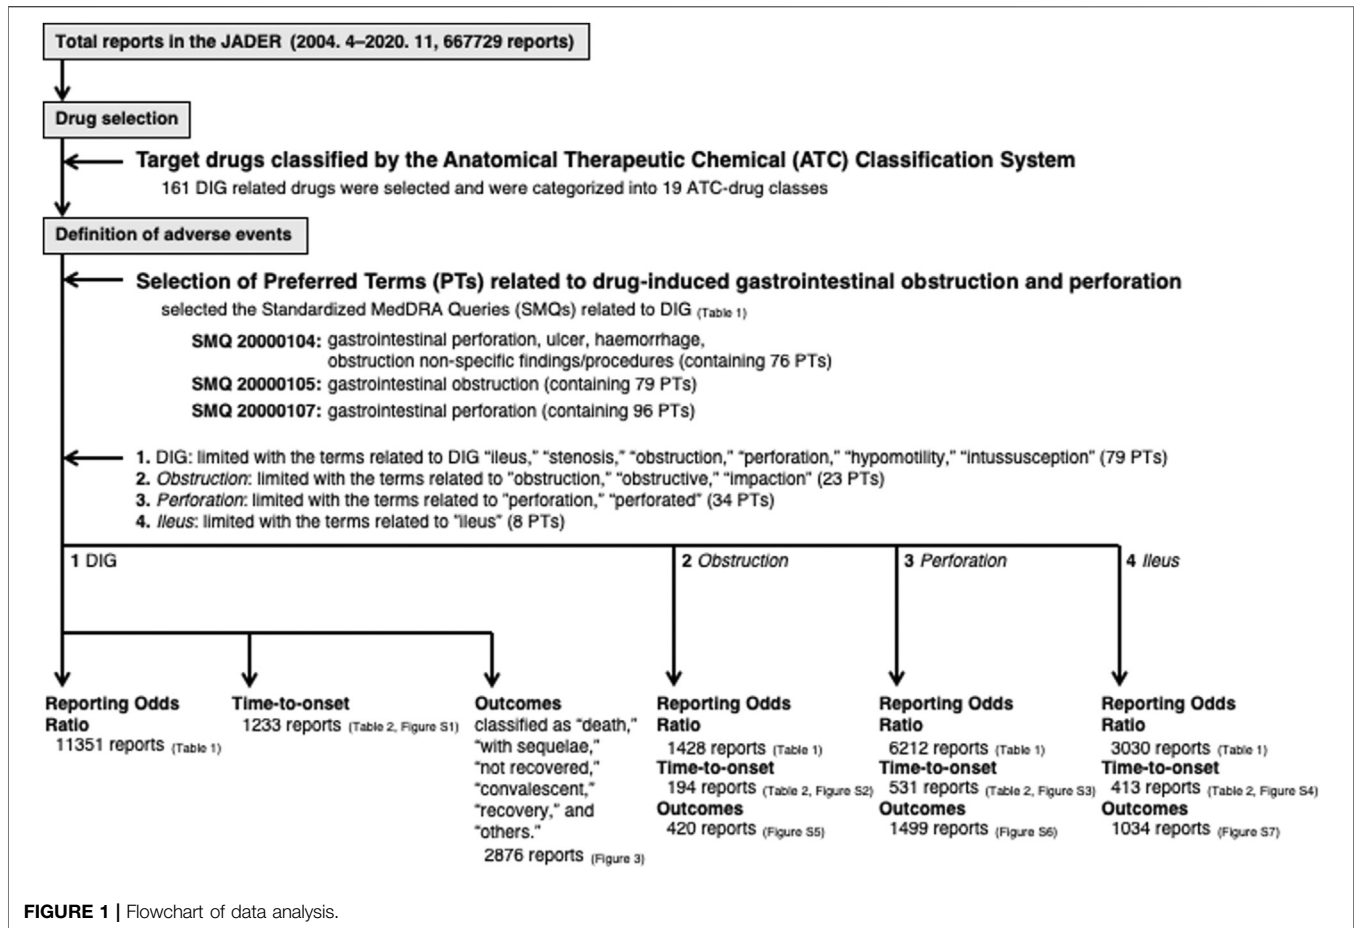 Total reports in the JADER (2004. 4–2020. 11, 667729 reports)
Drug selection
Target drugs classified by the Anatomical Therapeutic Chemical (ATC) Classification System
161 DIG related drugs were selected and were categorized into 19 ATC-drug classes
Definition of adverse events
Selection of Preferred Terms (PTs) related to drug-induced gastrointestinal obstruction and perforation
selected the Standardized MedDRA Queries (SMQs) related to DIG (Table 1)
SMQ 20000104: gastrointestinal perforation, ulcer, haemorrhage,
obstruction non-specific findings/procedures (containing 76 PTs)
SMQ 20000105: gastrointestinal obstruction (containing 79 PTs)
SMQ 20000107: gastrointestinal perforation (containing 96 PTs)
1. DIG: limited with the terms related to DIG “ileus,” “stenosis,” “obstruction,” “perforation,” “hypomotility,” “intussusception” (79 PTs)
2. Obstruction: limited with the terms related to “obstruction,” “obstructive,” “impaction” (23 PTs)
3. Perforation: limited with the terms related to “perforation,” “perforated” (34 PTs)
4. Ileus: limited with the terms related to “ileus” (8 PTs)
1 DIG
2 Obstruction
3 Perforation
4 Ileus
Reporting Odds
Ratio
11351 reports (Table 1)
Time-to-onset
1233 reports (Table 2, Figure S1)
Outcomes
classified as “death,”
“with sequelae,”
“not recovered,”
“convalescent,”
“recovery,” and
“others.”
2876 reports (Figure 3)
Reporting Odds
Ratio
1428 reports (Table 1)
Time-to-onset
194 reports (Table 2, Figure S2)
Outcomes
420 reports (Figure S5)
Reporting Odds
Ratio
6212 reports (Table 1)
Time-to-onset
531 reports (Table 2, Figure S3)
Outcomes
1499 reports (Figure S6)
Reporting Odds
Ratio
3030 reports (Table 1)
Time-to-onset
413 reports (Table 2, Figure S4)
Outcomes
1034 reports (Figure S7)
FIGURE 1 | Flowchart of data analysis.